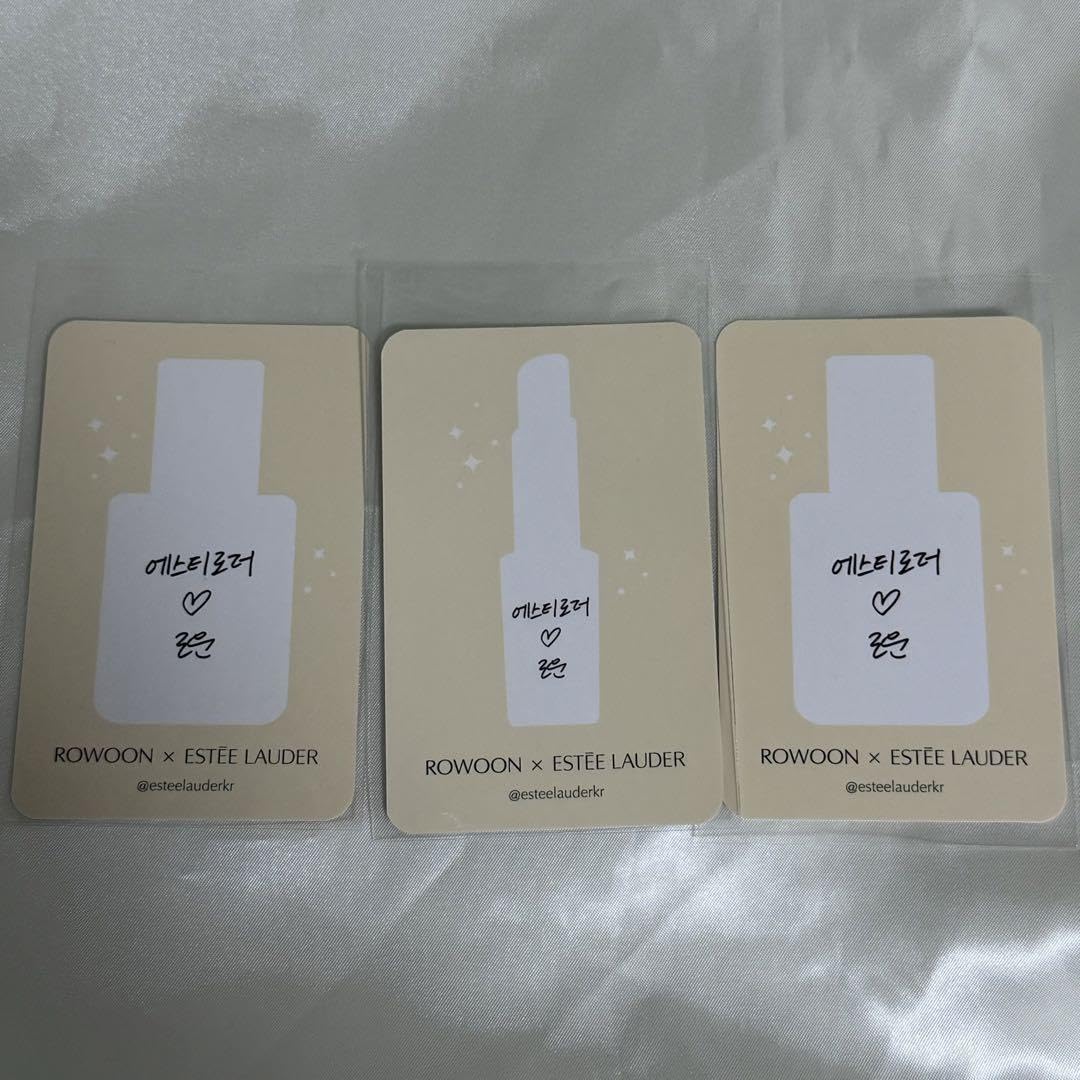 에스티로더
♡
로운
ROWOON × ESTĒE LAUDER
@esteelauderkr
에스티로더
♡
로운
ROWOON × ESTĒE LAUDER
@esteelauderkr
에스티로더
♡
로운
ROWOON × ESTĒE LAUDER
@esteelauderkr